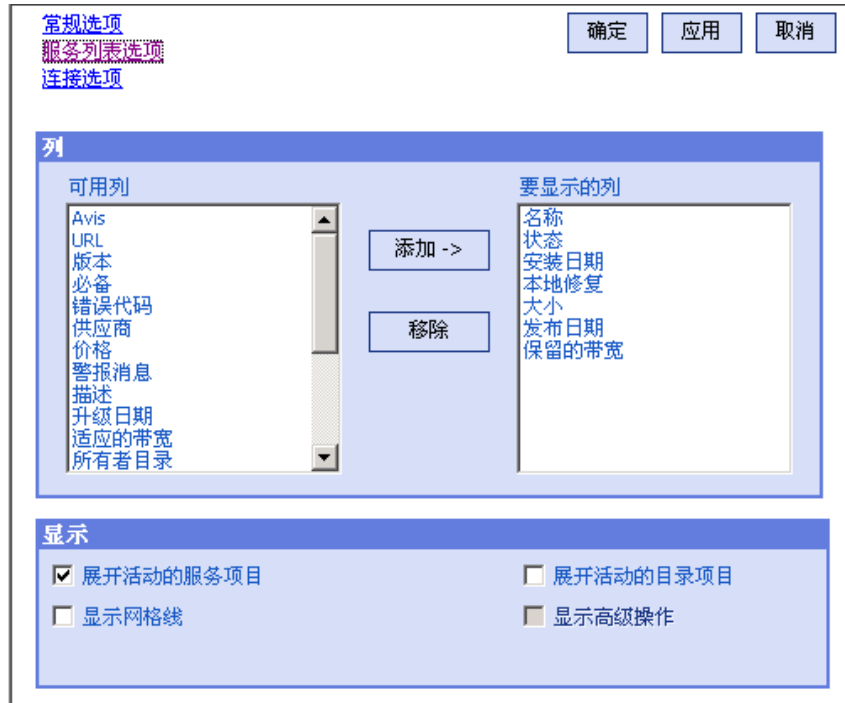 常规选项
服务列表选项
连接选项
确定
应用
取消
列
可用列
Avis
URL
版本
必备
错误代码
供应商
价格
警报消息
描述
升级日期
适应的带宽
所有者目录
添加 ->
移除
要显示的列
名称
状态
安装日期
本地修复
大小
发布日期
保留的带宽
显示
展开活动的服务项目
展开活动的目录项目
显示网格线
显示高级操作